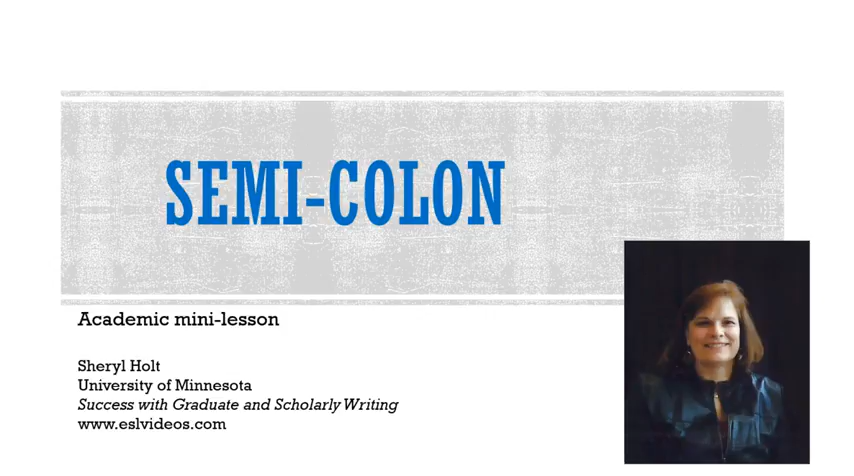 SEMI-COLON
Academic mini-lesson
Sheryl Holt
University of Minnesota
Success with Graduate and Scholarly Writing
www.eslvideos.com